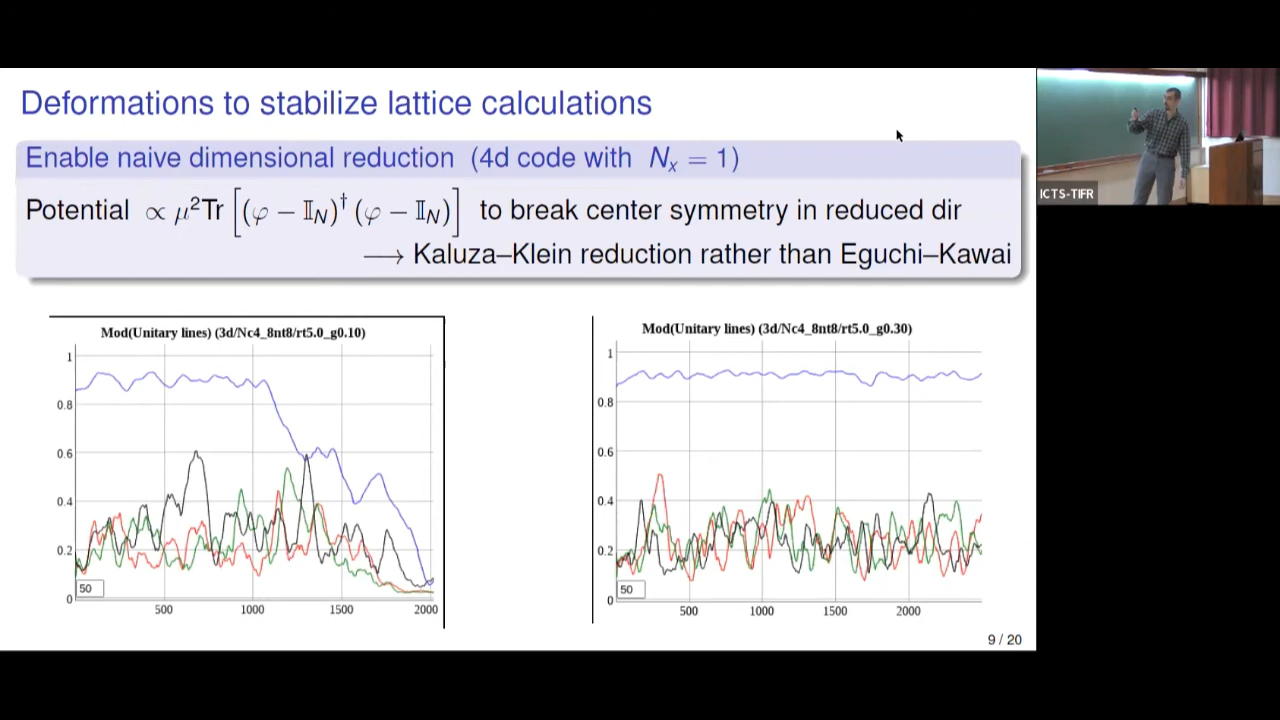 Deformations to stabilize lattice calculations
Enable naive dimensional reduction (4d code with Nₓ = 1)
Potential ∝ μ²Tr [(φ − 𝕀_N)† (φ − 𝕀_N)] to break center symmetry in reduced dir
⟶ Kaluza–Klein reduction rather than Eguchi–Kawai
ICTS-TIFR
Mod(Unitary lines) (3d/Nc4_8nt8/rt5.0_g0.10)
1
0.8
0.6
0.4
0.2
0
50
500 1000 1500 2000
Mod(Unitary lines) (3d/Nc4_8nt8/rt5.0_g0.30)
1
0.8
0.6
0.4
0.2
0
50
500 1000 1500 2000
9 / 20